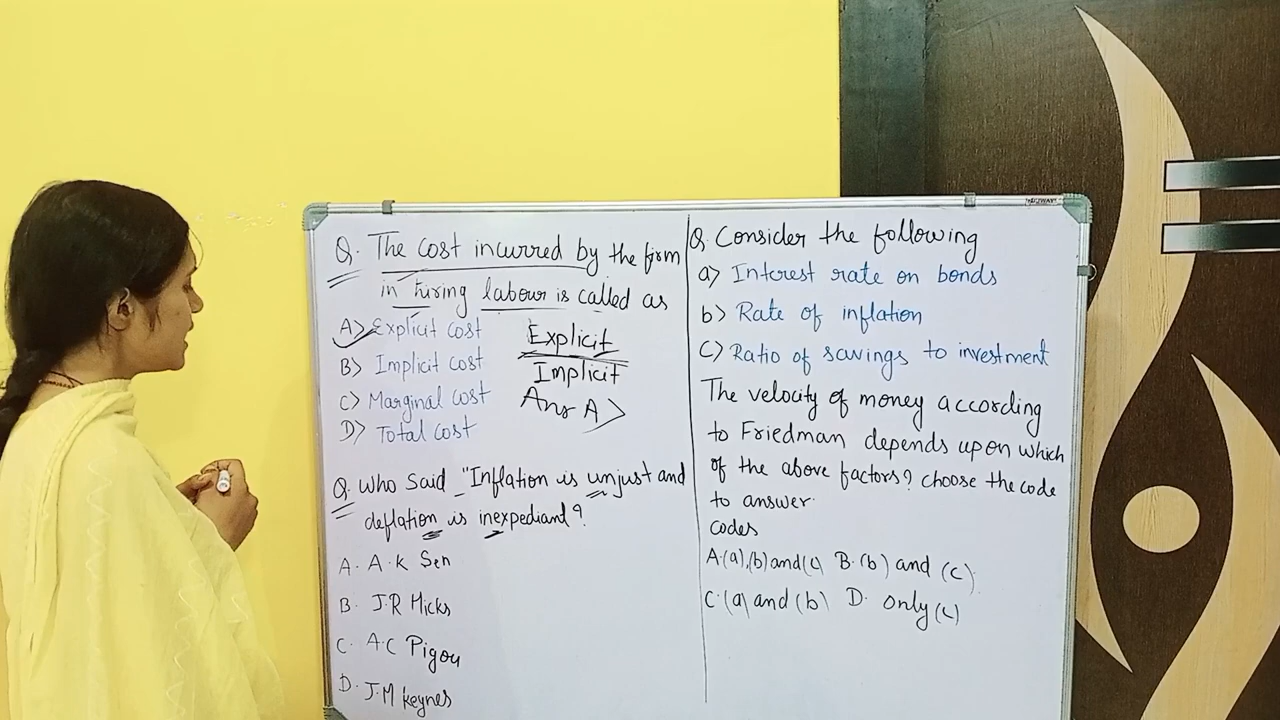 Q. The cost incurred by the firm
in hiring labour is called as
A> Explicit cost
B> Implicit cost
C> Marginal cost
D> Total cost
Explicit
Implicit
Ans A>
Q. who said "Inflation is unjust and
deflation is inexpediant?
A. A.K Sen
B. J.R Hicks
C. A.C Pigou
D. J.M keynes
Q. Consider the following
a> Interest rate on bonds
b> Rate of inflation
c> Ratio of savings to investment
The velocity of money according
to Friedman depends upon which
of the above factors? choose the code
to answer.
codes
A.(a),(b) and (c) B.(b) and (c).
C.(a) and (b) D. only (c)